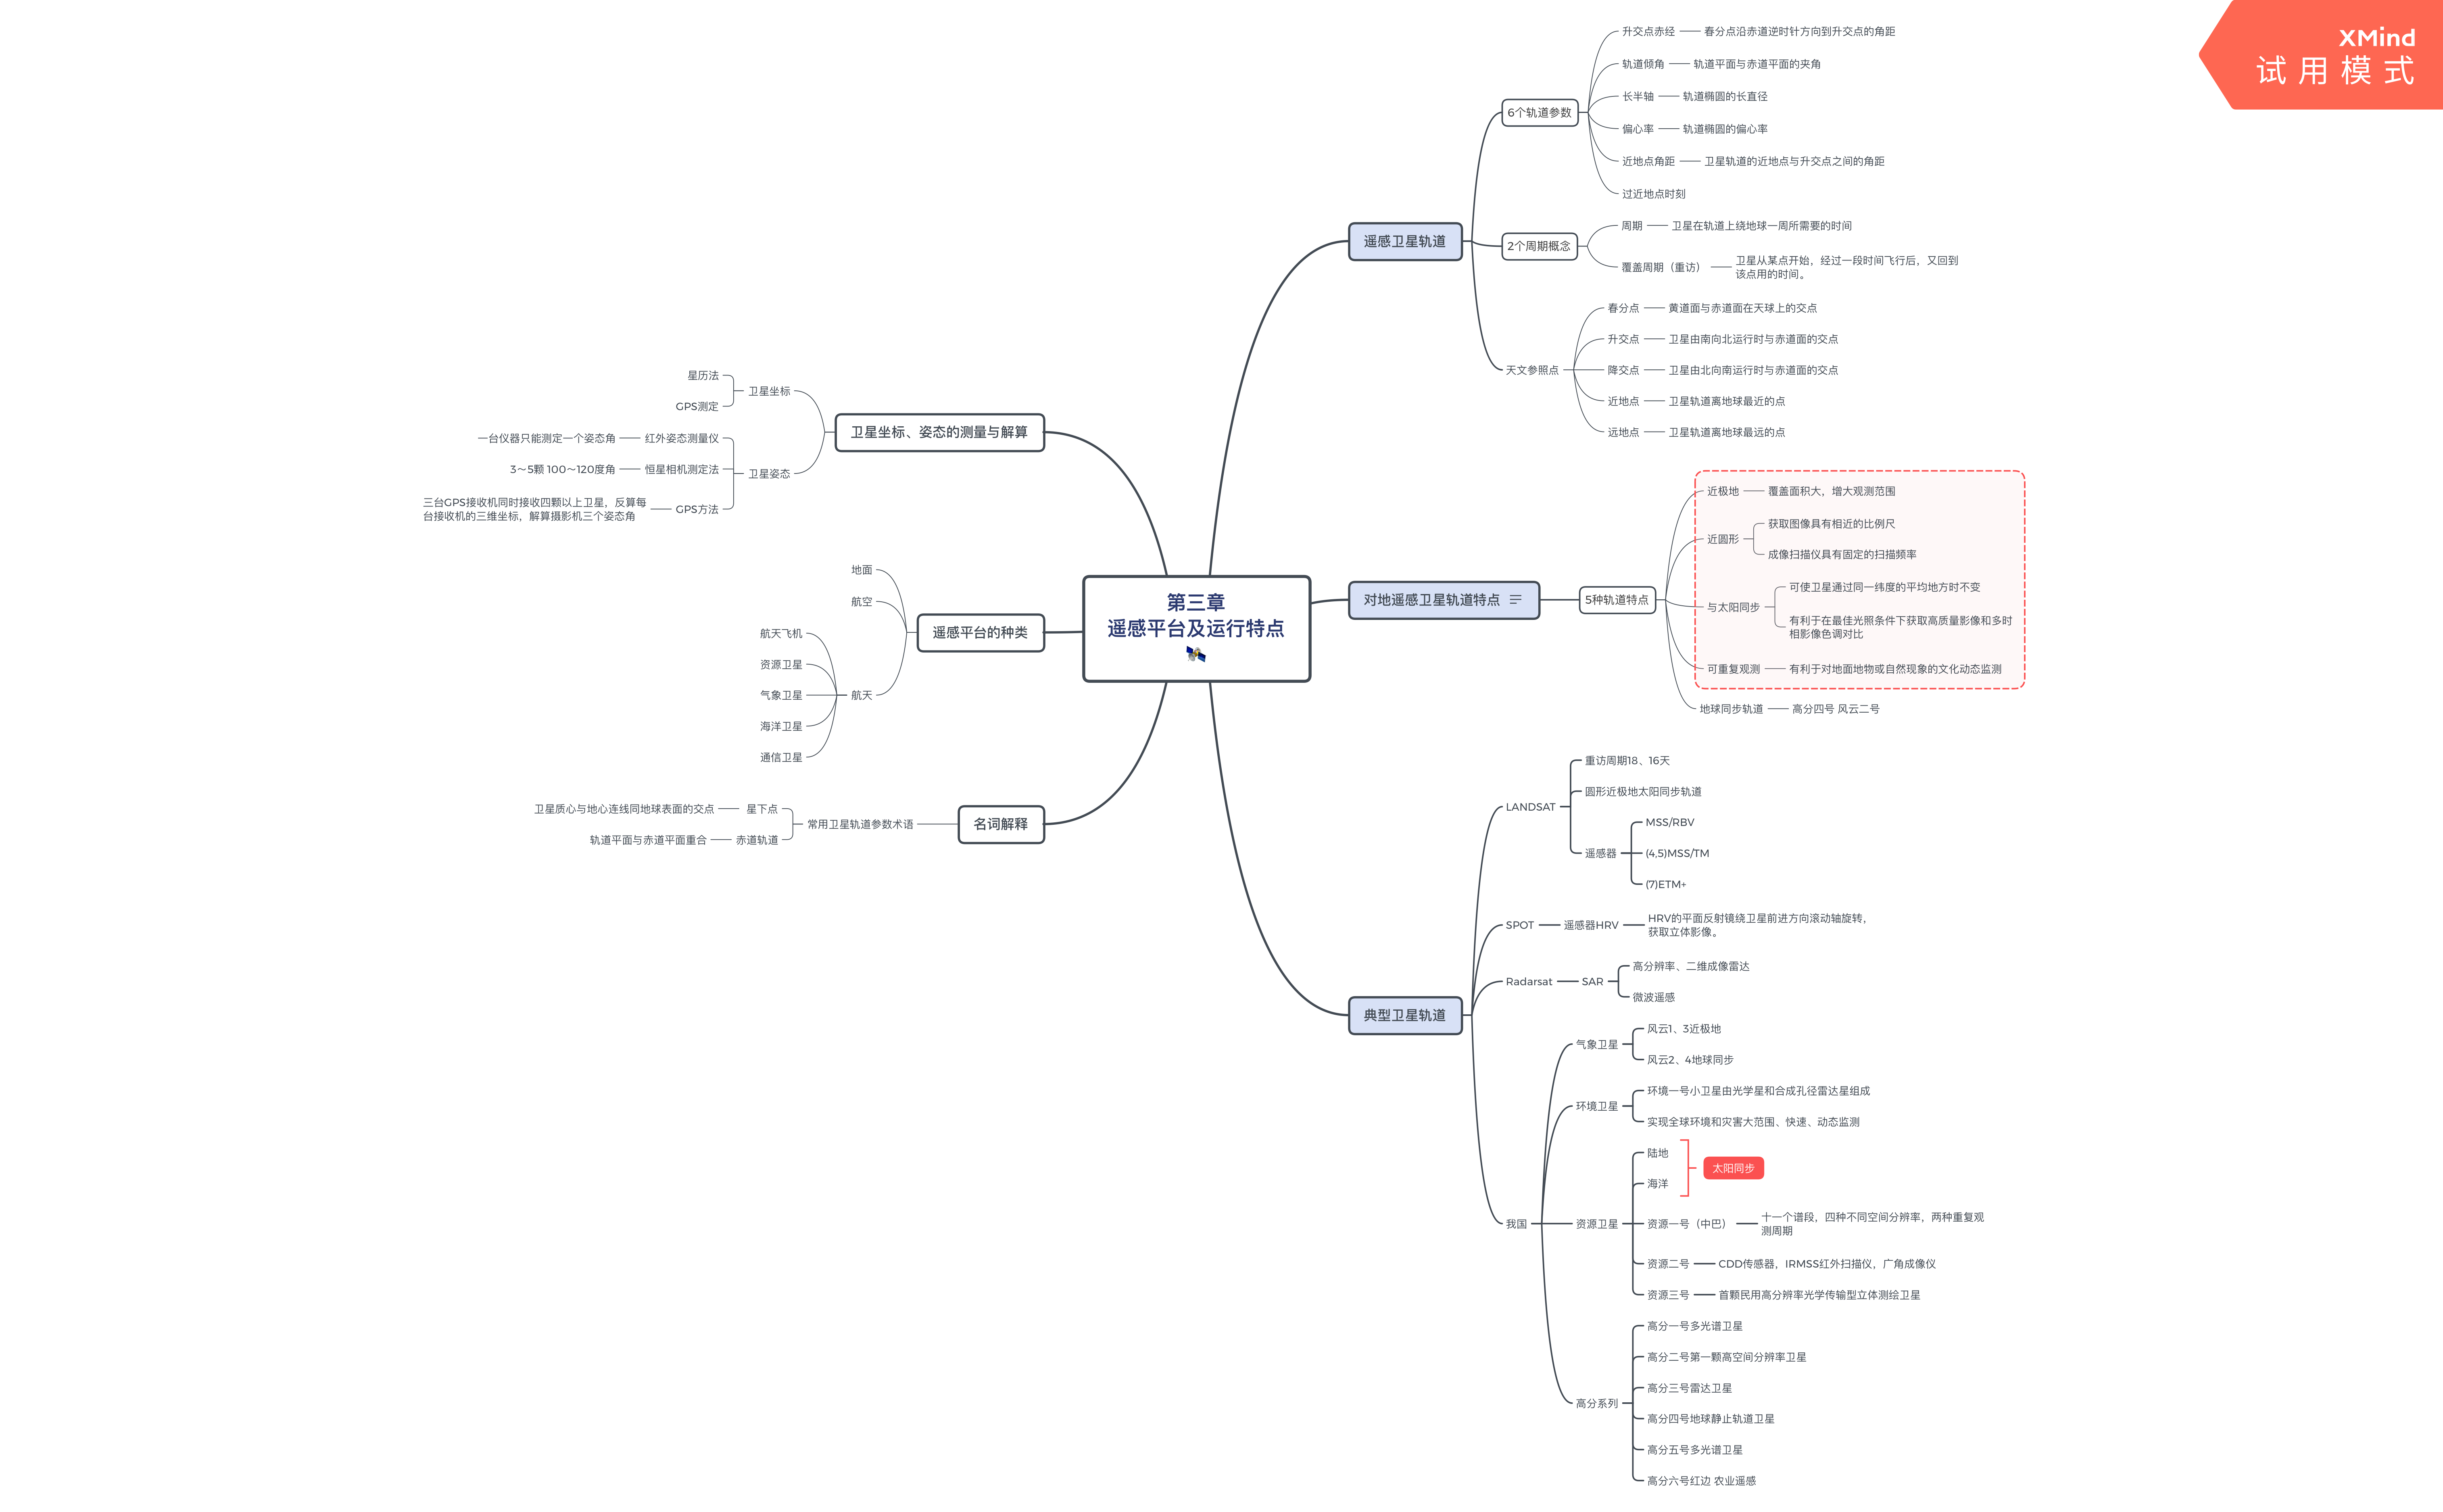 XMind
试用模式
第三章
遥感平台及运行特点
遥感卫星轨道
6个轨道参数
升交点赤经
春分点沿赤道逆时针方向到升交点的角距
轨道倾角
轨道平面与赤道平面的夹角
长半轴
轨道椭圆的长直径
偏心率
轨道椭圆的偏心率
近地点角距
卫星轨道的近地点与升交点之间的角距
过近地点时刻
2个周期概念
周期
卫星在轨道上绕地球一周所需要的时间
覆盖周期（重访）
卫星从某点开始，经过一段时间飞行后，又回到
该点用的时间。
天文参照点
春分点
黄道面与赤道面在天球上的交点
升交点
卫星由南向北运行时与赤道面的交点
降交点
卫星由北向南运行时与赤道面的交点
近地点
卫星轨道离地球最近的点
远地点
卫星轨道离地球最远的点
对地遥感卫星轨道特点
5种轨道特点
近极地
覆盖面积大，增大观测范围
近圆形
获取图像具有相近的比例尺
成像扫描仪具有固定的扫描频率
与太阳同步
可使卫星通过同一纬度的平均地方时不变
有利于在最佳光照条件下获取高质量影像和多时
相影像色调对比
可重复观测
有利于对地面地物或自然现象的文化动态监测
地球同步轨道
高分四号 风云二号
典型卫星轨道
LANDSAT
重访周期18、16天
圆形近极地太阳同步轨道
遥感器
MSS/RBV
(4,5)MSS/TM
(7)ETM+
SPOT
遥感器HRV
HRV的平面反射镜绕卫星前进方向滚动轴旋转，
获取立体影像。
Radarsat
SAR
高分辨率、二维成像雷达
微波遥感
我国
气象卫星
风云1、3近极地
风云2、4地球同步
环境卫星
环境一号小卫星由光学星和合成孔径雷达星组成
实现全球环境和灾害大范围、快速、动态监测
资源卫星
陆地
海洋
太阳同步
资源一号（中巴）
十一个谱段，四种不同空间分辨率，两种重复观
测周期
资源二号
CDD传感器，IRMSS红外扫描仪，广角成像仪
资源三号
首颗民用高分辨率光学传输型立体测绘卫星
高分系列
高分一号多光谱卫星
高分二号第一颗高空间分辨率卫星
高分三号雷达卫星
高分四号地球静止轨道卫星
高分五号多光谱卫星
高分六号红边 农业遥感
卫星坐标、姿态的测量与解算
卫星坐标
星历法
GPS测定
卫星姿态
红外姿态测量仪
一台仪器只能测定一个姿态角
恒星相机测定法
3～5颗 100～120度角
GPS方法
三台GPS接收机同时接收四颗以上卫星，反算每
台接收机的三维坐标，解算摄影机三个姿态角
遥感平台的种类
地面
航空
航天
航天飞机
资源卫星
气象卫星
海洋卫星
通信卫星
名词解释
常用卫星轨道参数术语
星下点
卫星质心与地心连线同地球表面的交点
赤道轨道
轨道平面与赤道平面重合